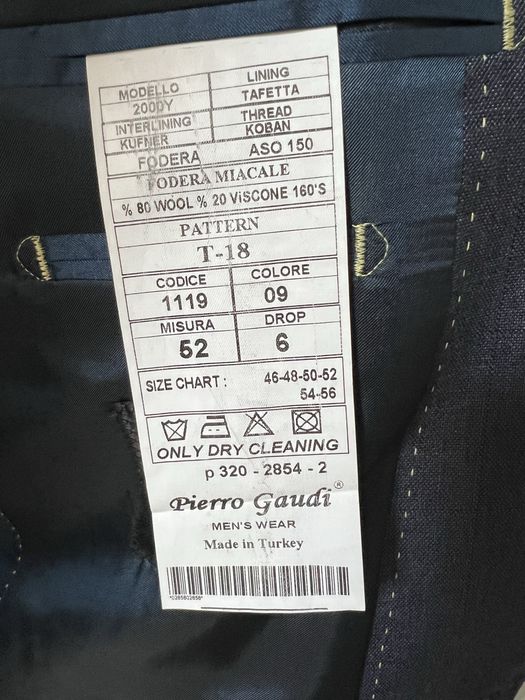 MODELLO
2000Y
LINING
TAFETTA
INTERLINING
KUFNER
THREAD
KOBAN
FODERA ASO 150
FODERA MIACALE
% 80 WOOL % 20 ViSCONE 160'S
PATTERN
T-18
CODICE COLORE
1119 09
MISURA DROP
52 6
SIZE CHART : 46-48-50-52
54-56
ONLY DRY CLEANING
p 320 - 2854 - 2
Pierro Gaudi ®
MEN'S WEAR
Made in Turkey